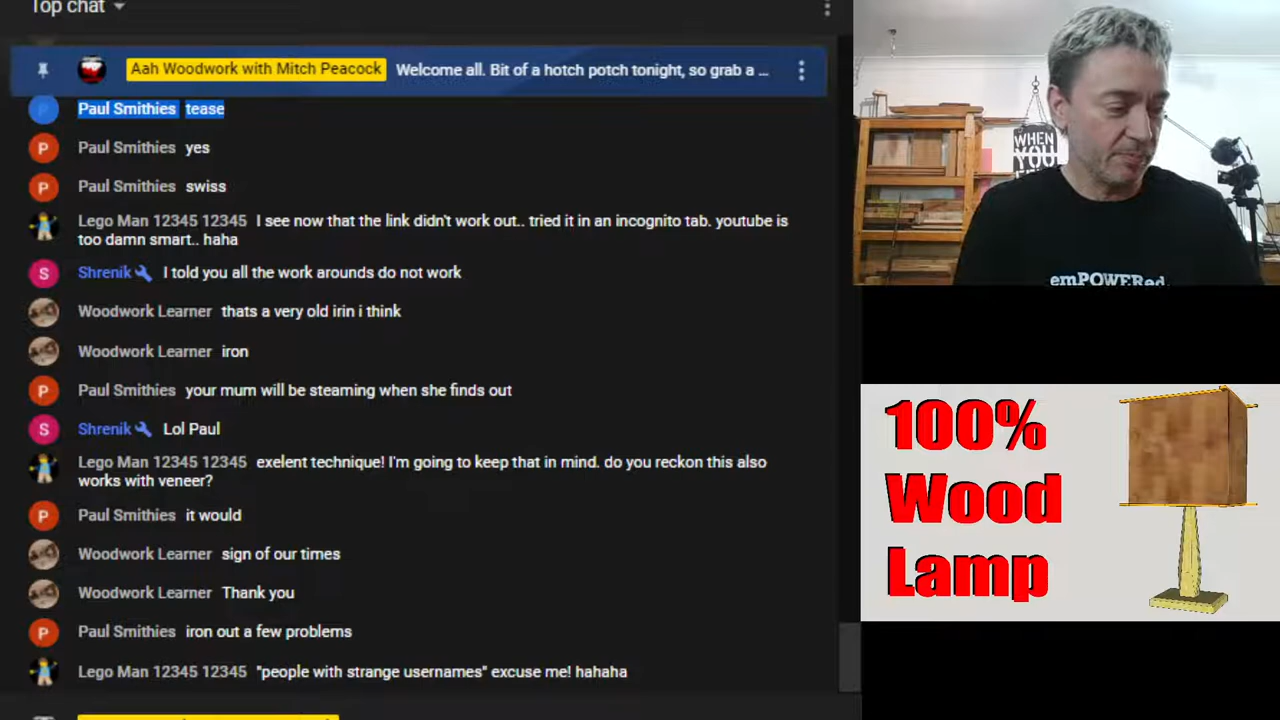 Top chat
Aah Woodwork with Mitch Peacock Welcome all. Bit of a hotch potch tonight, so grab a ...
P Paul Smithies tease
P Paul Smithies yes
P Paul Smithies swiss
Lego Man 12345 12345 I see now that the link didn't work out.. tried it in an incognito tab. youtube is
too damn smart.. haha
S Shrenik I told you all the work arounds do not work
Woodwork Learner thats a very old irin i think
Woodwork Learner iron
P Paul Smithies your mum will be steaming when she finds out
S Shrenik Lol Paul
Lego Man 12345 12345 exelent technique! I'm going to keep that in mind. do you reckon this also
works with veneer?
P Paul Smithies it would
Woodwork Learner sign of our times
Woodwork Learner Thank you
P Paul Smithies iron out a few problems
Lego Man 12345 12345 "people with strange usernames" excuse me! hahaha
WHEN
YOU
emPOWERed
100%
Wood
Lamp